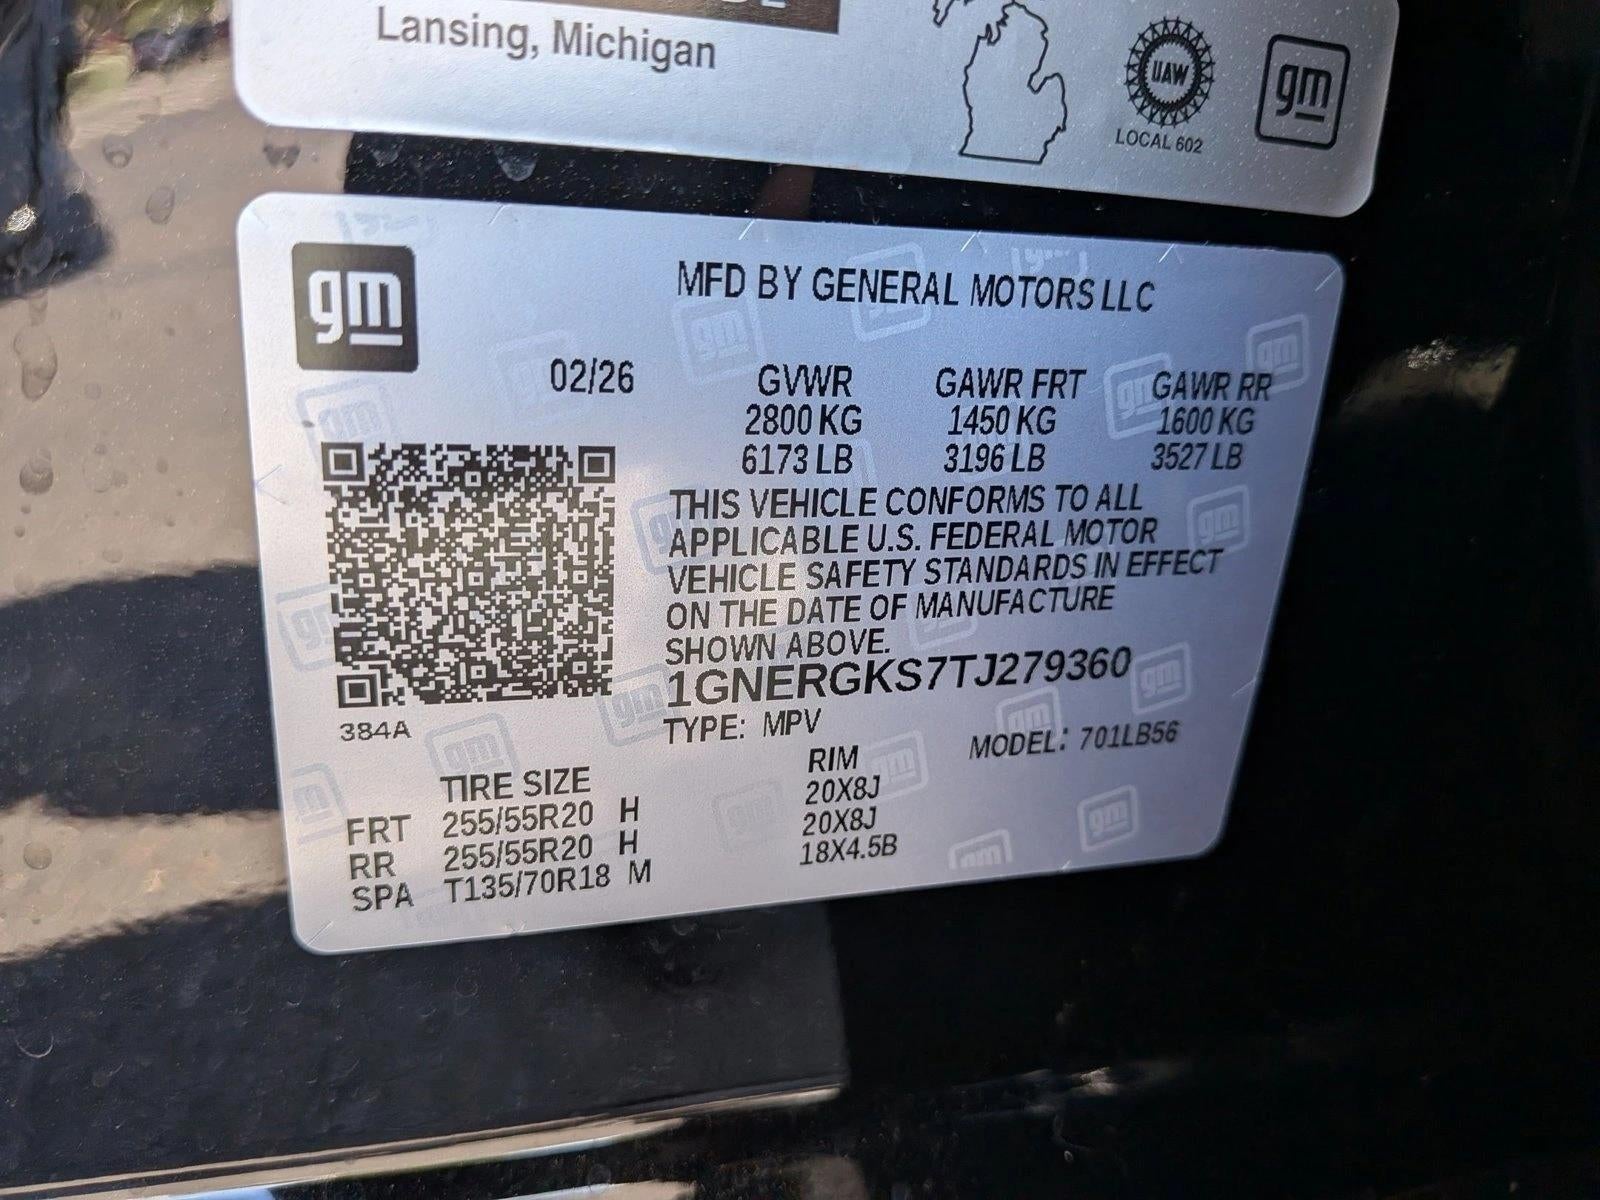 Lansing, Michigan
UAW
LOCAL 602
gm
gm
MFD BY GENERAL MOTORS LLC
02/26 GVWR GAWR FRT GAWR RR
2800 KG 1450 KG 1600 KG
6173 LB 3196 LB 3527 LB
THIS VEHICLE CONFORMS TO ALL
APPLICABLE U.S. FEDERAL MOTOR
VEHICLE SAFETY STANDARDS IN EFFECT
ON THE DATE OF MANUFACTURE
SHOWN ABOVE.
1GNERGKS7TJ279360
384A
TYPE: MPV MODEL: 701LB56
TIRE SIZE RIM
FRT 255/55R20 H 20X8J
RR 255/55R20 H 20X8J
SPA T135/70R18 M 18X4.5B